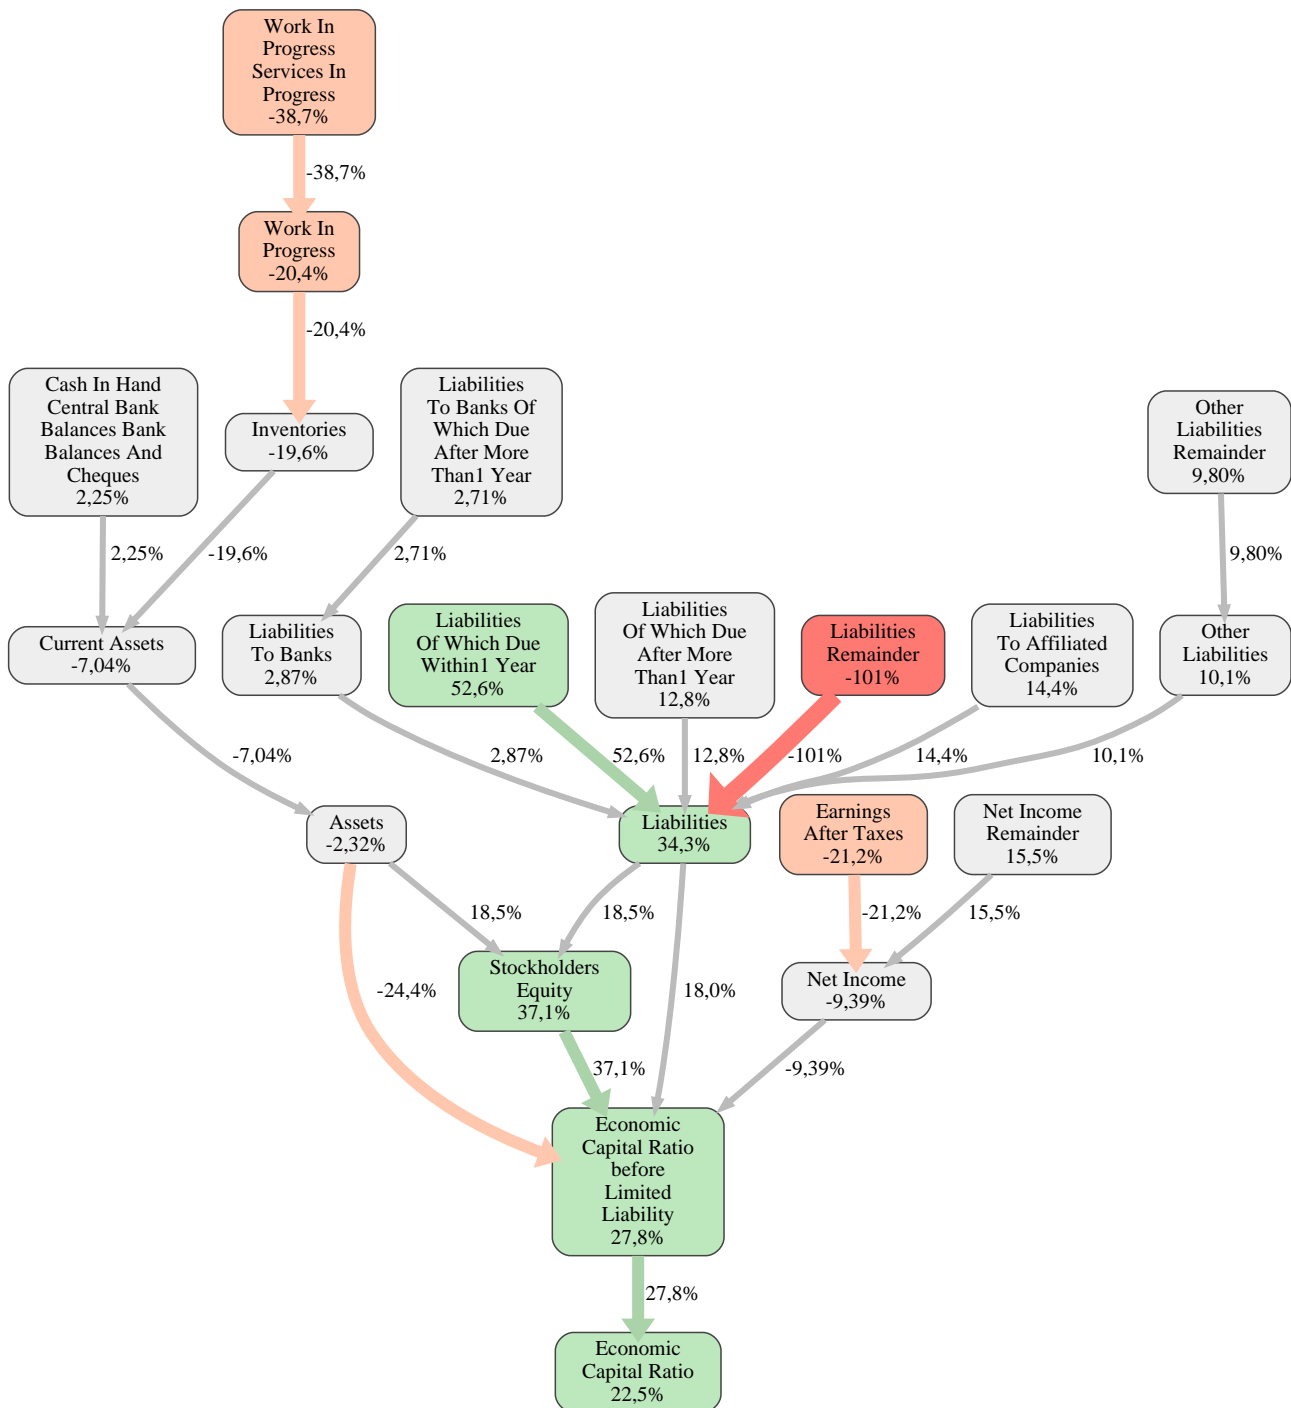 Work In
Progress
Services In
Progress
-38,7%
-38,7%
Work In
Progress
-20,4%
-20,4%
Cash In Hand
Central Bank
Balances Bank
Balances And
Cheques
2,25%
Inventories
-19,6%
Liabilities
To Banks Of
Which Due
After More
Than1 Year
2,71%
Other
Liabilities
Remainder
9,80%
2,25%
-19,6%
2,71%
9,80%
Current Assets
-7,04%
Liabilities
To Banks
2,87%
Liabilities
Of Which Due
Within1 Year
52,6%
Liabilities
Of Which Due
After More
Than1 Year
12,8%
Liabilities
Remainder
-101%
Liabilities
To Affiliated
Companies
14,4%
Other
Liabilities
10,1%
-7,04%
2,87%
52,6%
12,8%
-101%
14,4%
10,1%
Assets
-2,32%
Liabilities
34,3%
Earnings
After Taxes
-21,2%
Net Income
Remainder
15,5%
18,5%
18,5%
-21,2%
15,5%
Stockholders
Equity
37,1%
-24,4%
18,0%
Net Income
-9,39%
37,1%
-9,39%
Economic
Capital Ratio
before
Limited
Liability
27,8%
27,8%
Economic
Capital Ratio
22,5%